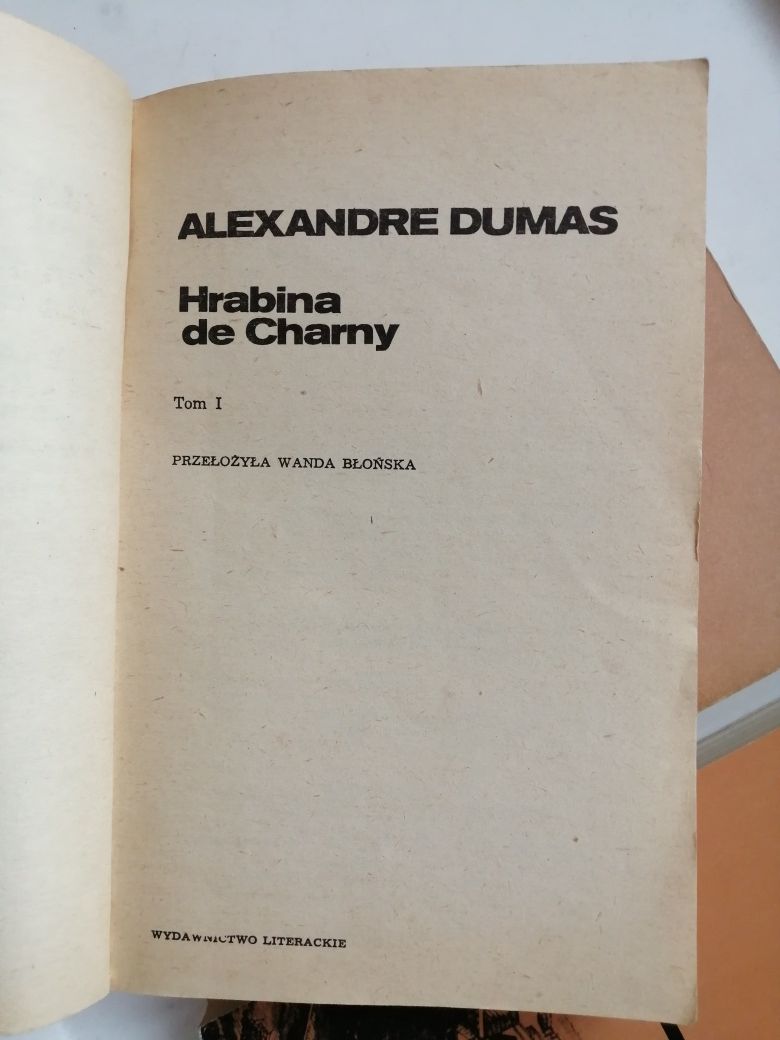 ALEXANDRE DUMAS
Hrabina
de Charny
Tom I
PRZEŁOŻYŁA WANDA BŁOŃSKA
WYDAWNICTWO LITERACKIE